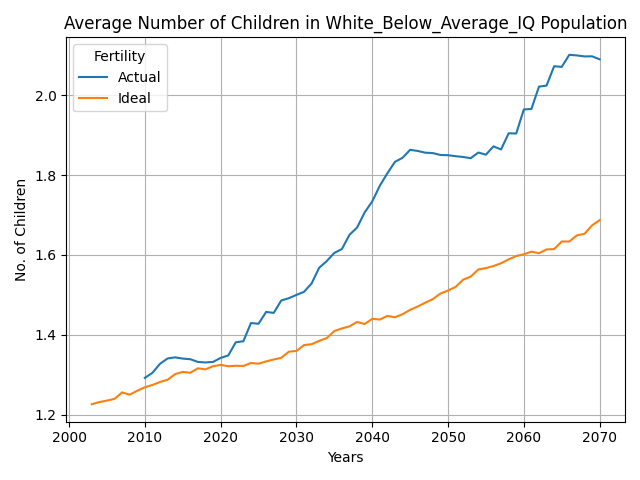 Average Number of Children in White_Below_Average_IQ Population
Fertility
Actual
Ideal
No. of Children
2.0
1.8
1.6
1.4
1.2
2000 2010 2020 2030 2040 2050 2060 2070
Years